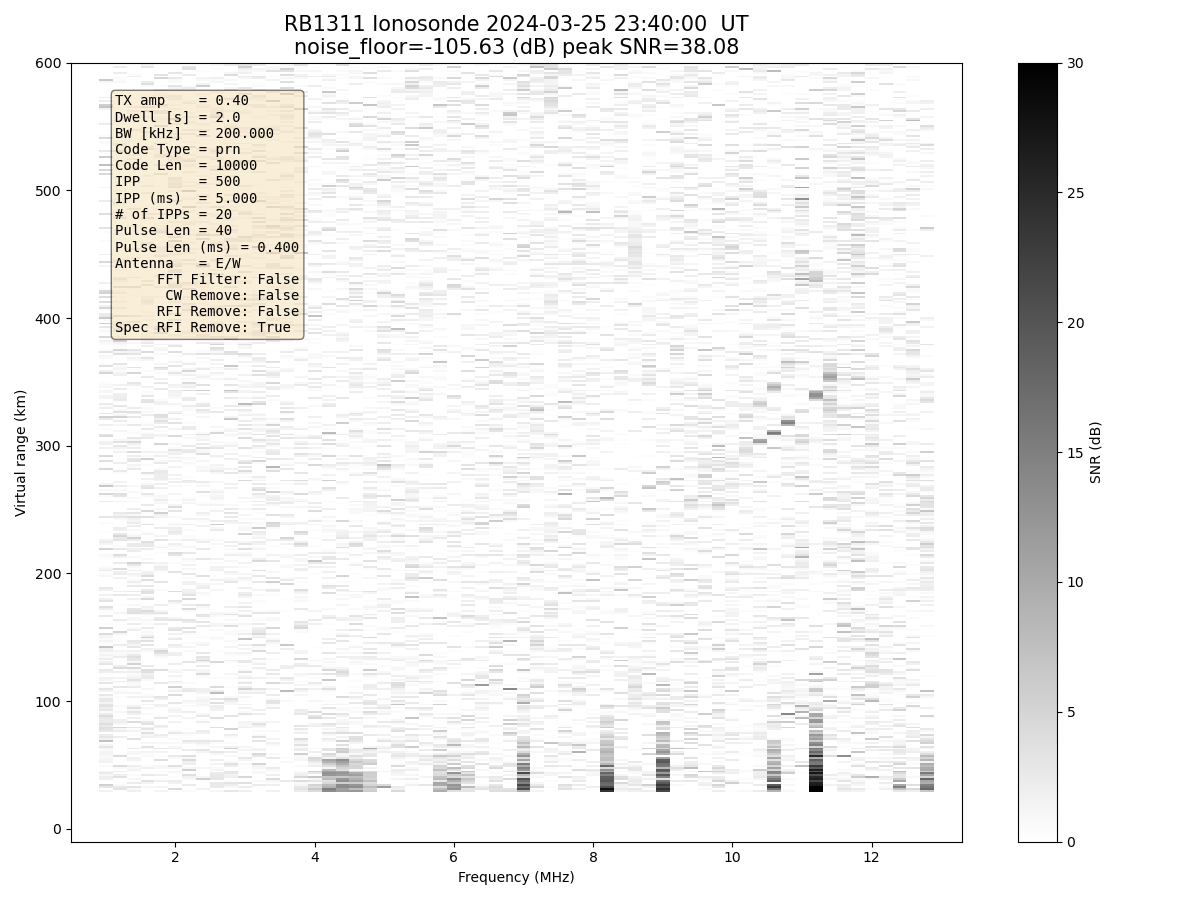 RB1311 Ionosonde 2024-03-25 23:40:00 UT
noise_floor=-105.63 (dB) peak SNR=38.08
TX amp = 0.40
Dwell [s] = 2.0
BW [kHz] = 200.000
Code Type = prn
Code Len = 10000
IPP = 500
IPP (ms) = 5.000
# of IPPs = 20
Pulse Len = 40
Pulse Len (ms) = 0.400
Antenna = E/W
FFT Filter: False
CW Remove: False
RFI Remove: False
Spec RFI Remove: True
600
500
400
300
200
100
0
Virtual range (km)
2 4 6 8 10 12
Frequency (MHz)
30
25
20
15
10
5
0
SNR (dB)